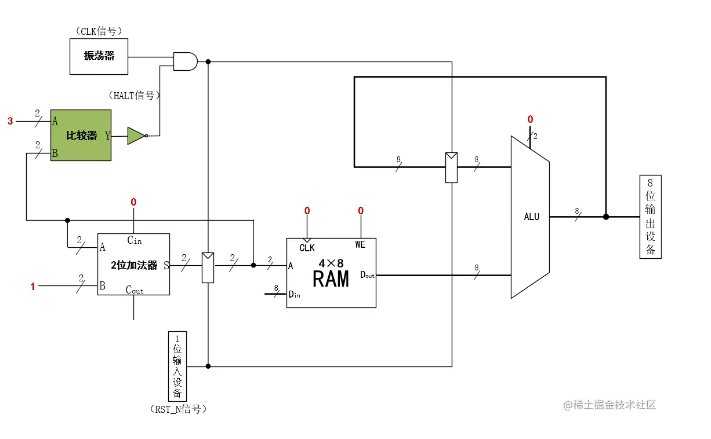 (CLK信号)
振荡器
(HALT信号)
3
2
A
比较器
Y
2
B
0
2
ALU
8
8
8
8位输出设备
0
Cin
2
A
2位加法器
S
2
2
1
2
B
Cout
0
0
CLK
WE
2
A
4×8
RAM
Dout
8
8
Din
1位输入设备
(RST_N信号)
@稀土掘金技术社区